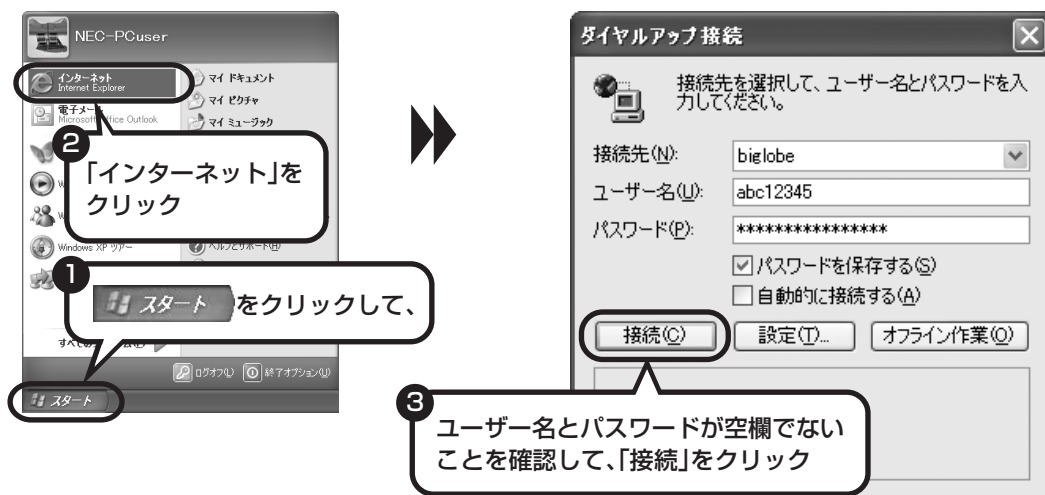 NEC-PCuser
インターネット
Internet Explorer
電子メール
Microsoft Office Outlook
マイ ドキュメント
マイ ピクチャ
マイ ミュージック
2
「インターネット」を
クリック
Windows XP ツアー
ヘルプとサポート(H)
1
スタート をクリックして、
ログオフ(L) 終了オプション(U)
スタート
ダイヤルアップ接続
接続先を選択して、ユーザー名とパスワードを入
力してください。
接続先(N): biglobe
ユーザー名(U): abc12345
パスワード(P): ****************
パスワードを保存する(S)
自動的に接続する(A)
接続(C) 設定(T)... オフライン作業(O)
3
ユーザー名とパスワードが空欄でない
ことを確認して、「接続」をクリック